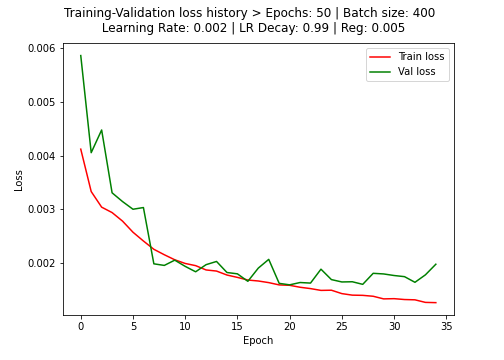 Training-Validation loss history > Epochs: 50 | Batch size: 400
Learning Rate: 0.002 | LR Decay: 0.99 | Reg: 0.005
Train loss
Val loss
0.006
0.005
0.004
0.003
0.002
Loss
0 5 10 15 20 25 30 35
Epoch